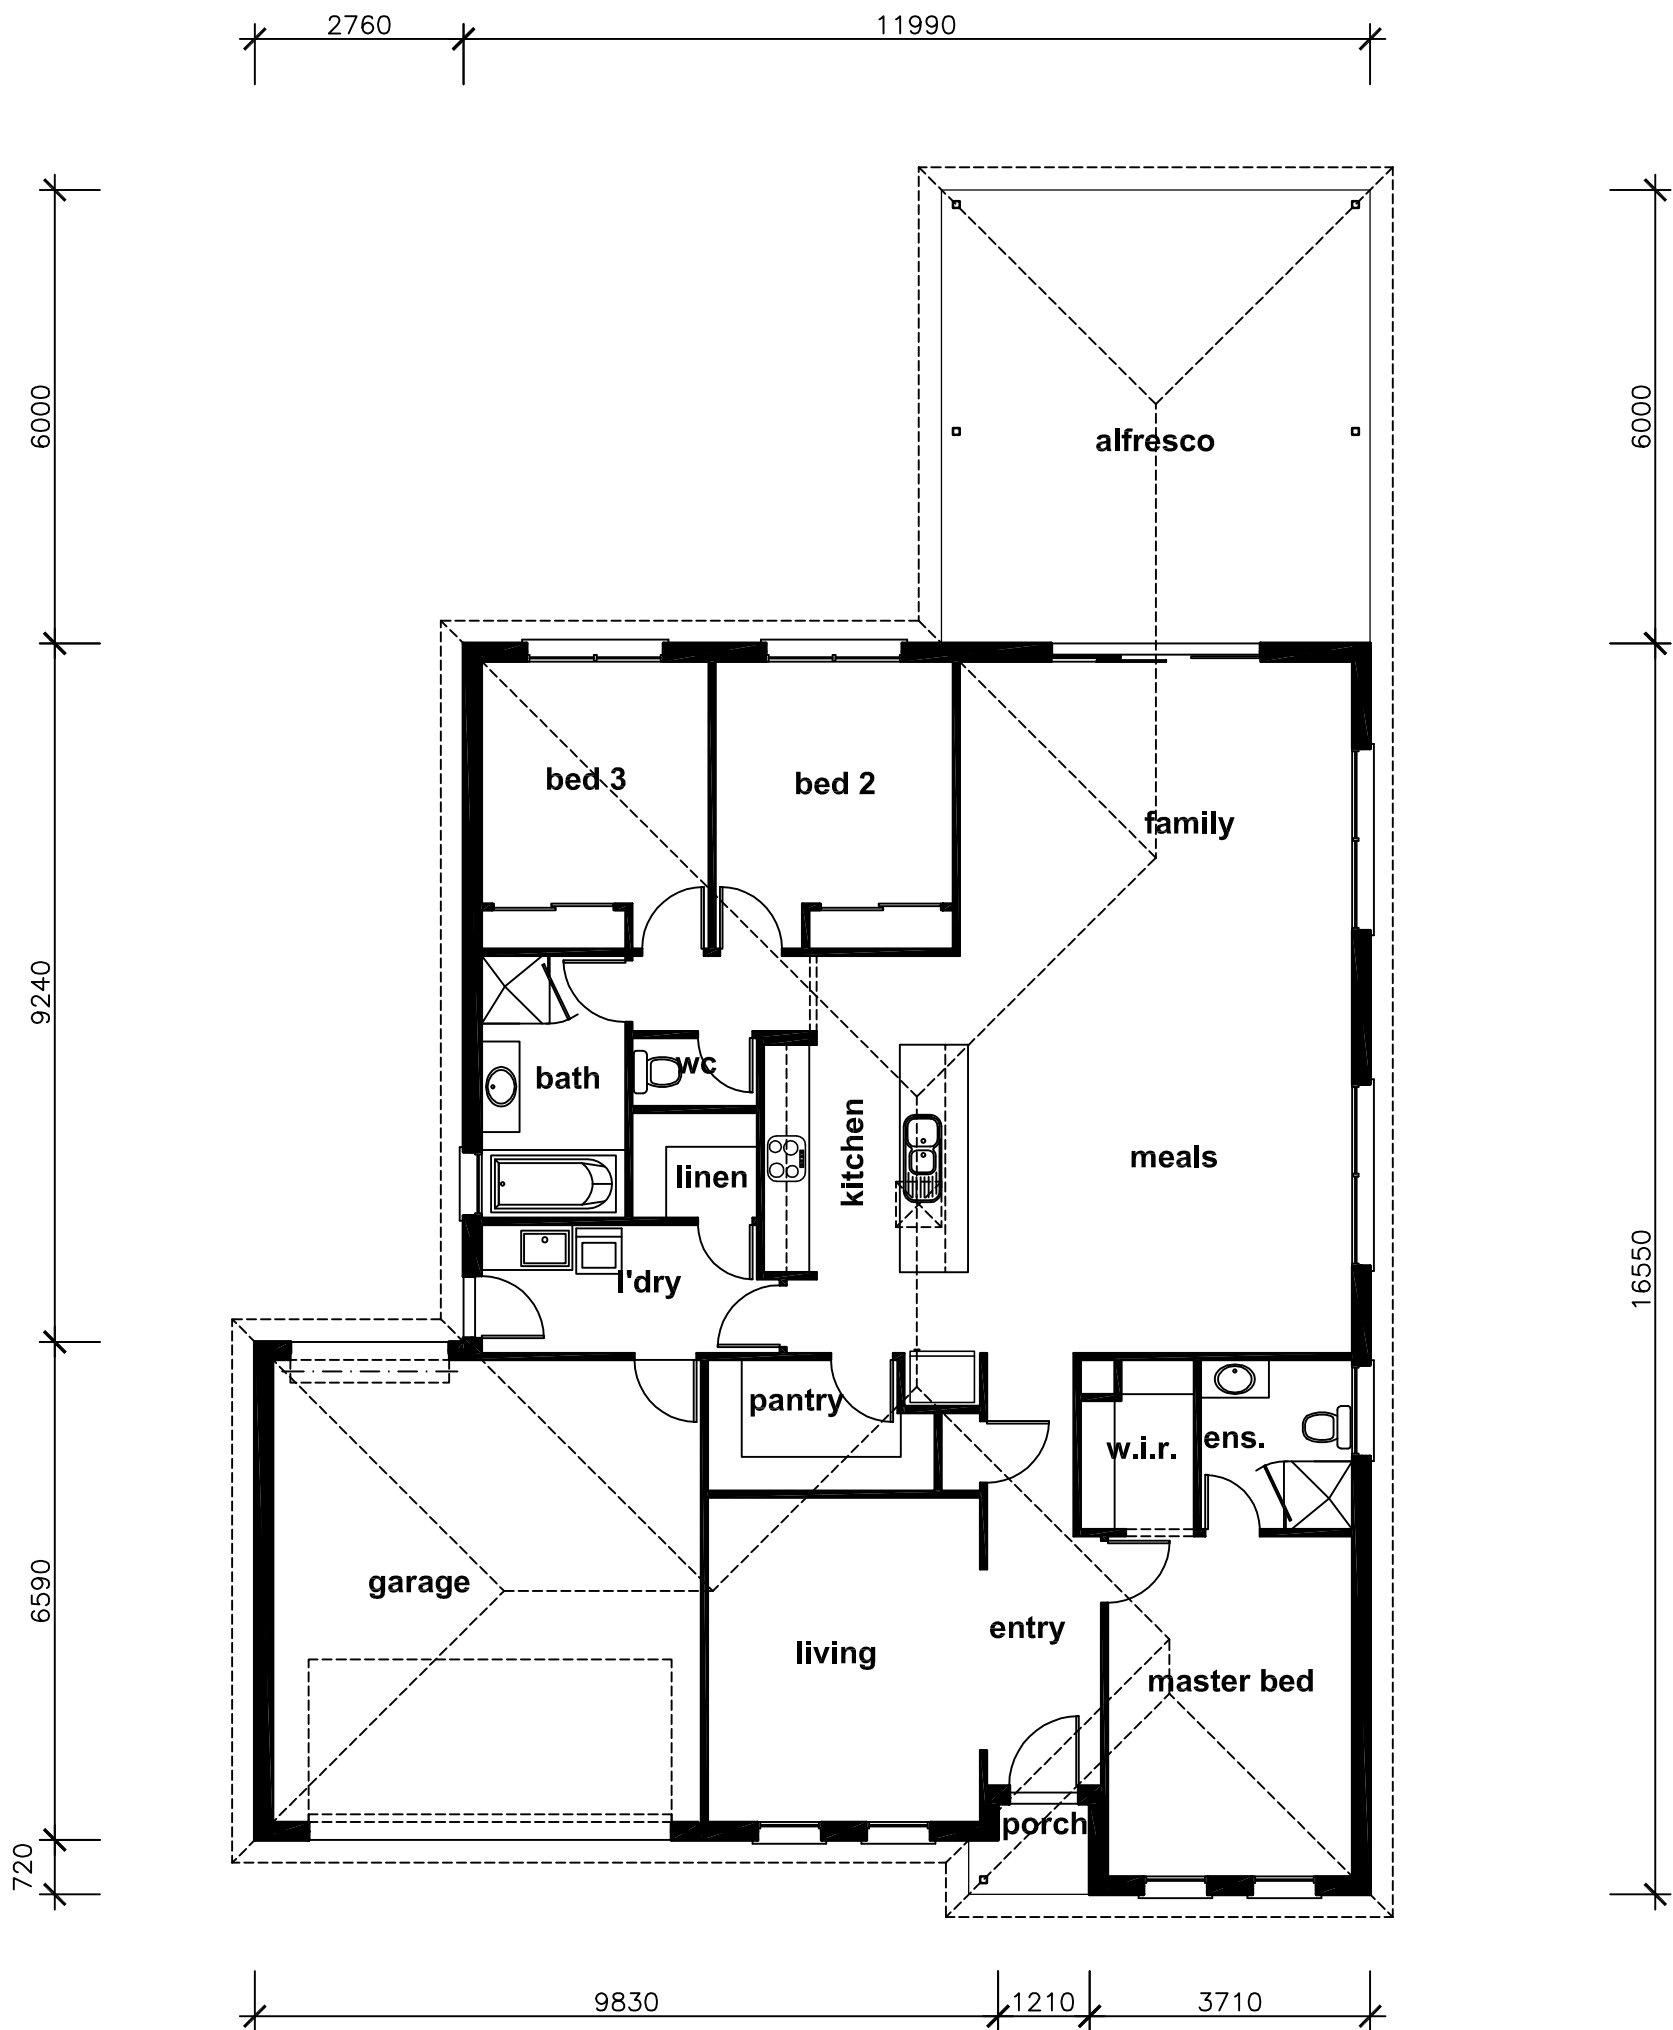 2760
11990
6000
6000
alfresco
bed 3
bed 2
family
9240
wc
bath
kitchen
meals
linen
l'dry
16550
pantry
w.i.r.
ens.
garage
6590
entry
living
master bed
porch
720
9830
1210
3710